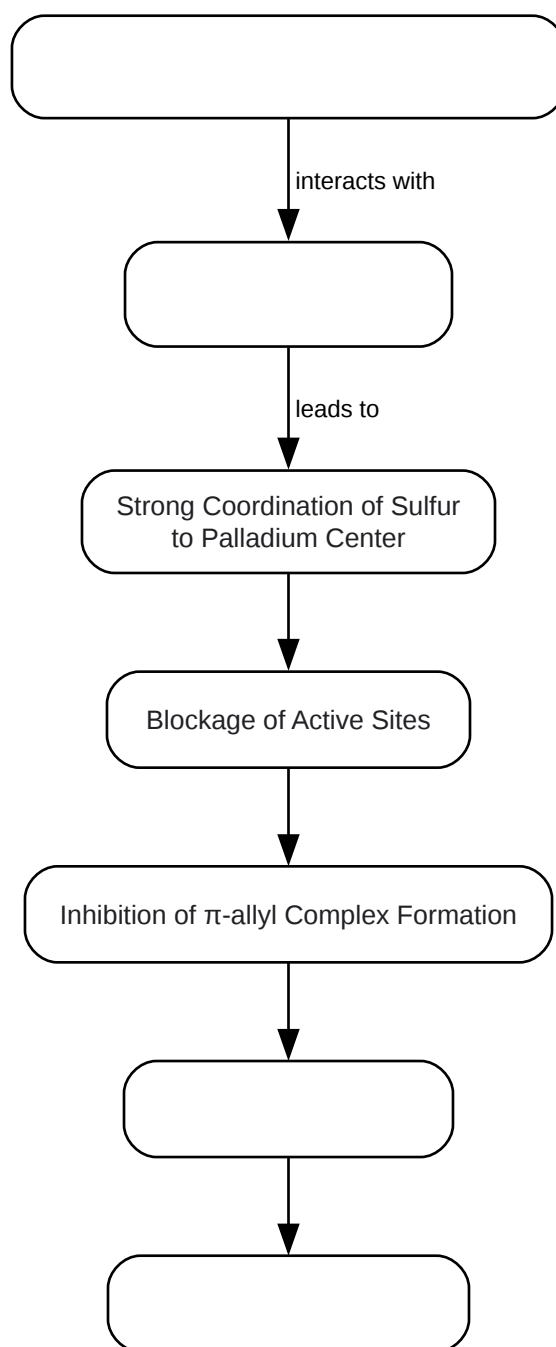 interacts with
leads to
Strong Coordination of Sulfur
to Palladium Center
Blockage of Active Sites
Inhibition of π-allyl Complex Formation